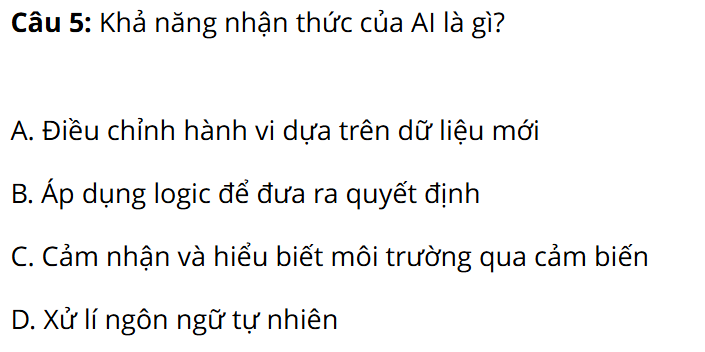 Câu 5: Khả năng nhận thức của AI là gì?
A. Điều chỉnh hành vi dựa trên dữ liệu mới
B. Áp dụng logic để đưa ra quyết định
C. Cảm nhận và hiểu biết môi trường qua cảm biến
D. Xử lí ngôn ngữ tự nhiên